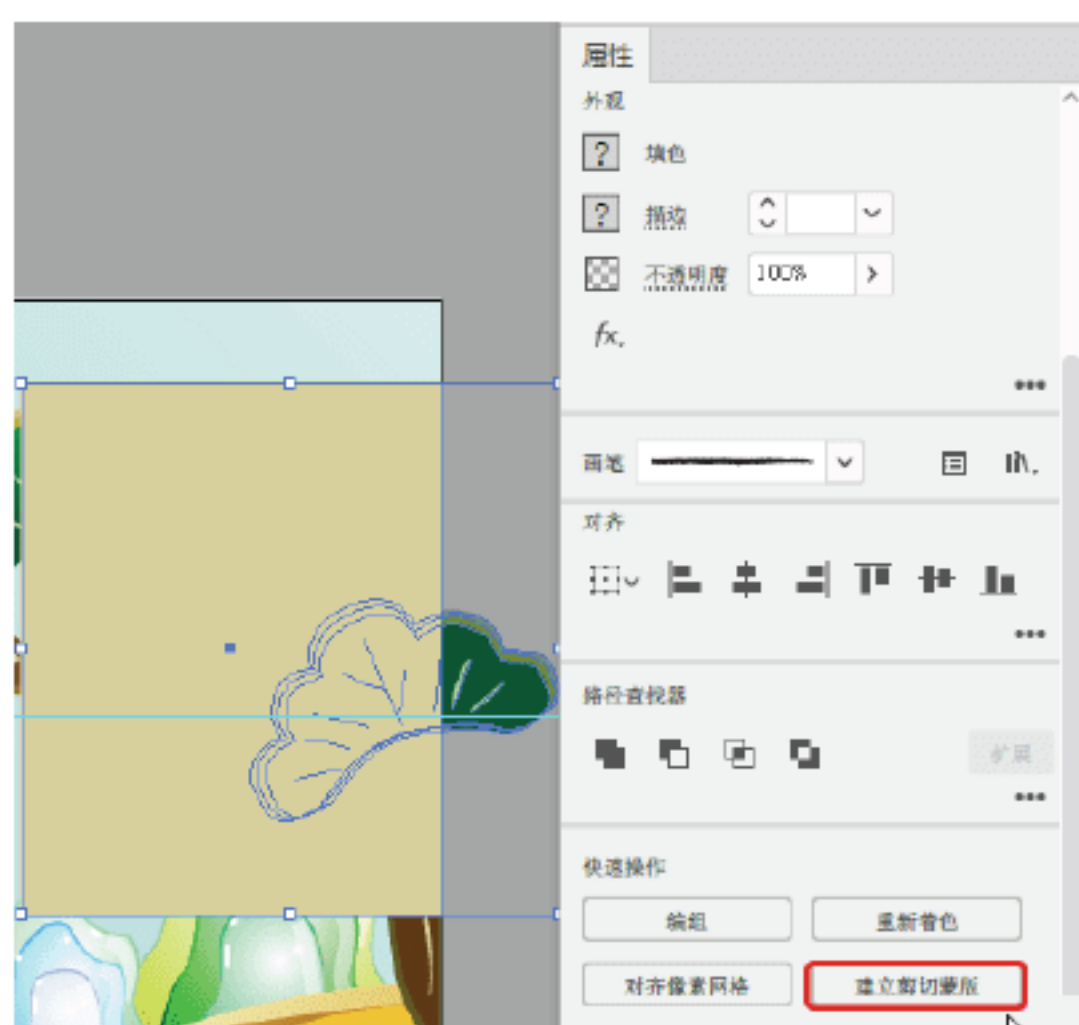 属性
外观
? 填色
? 描边
不透明度 100%
fx.
画笔
对齐
路径查找器
扩展
快速操作
编组 重新着色
对齐像素网格 建立剪切蒙版